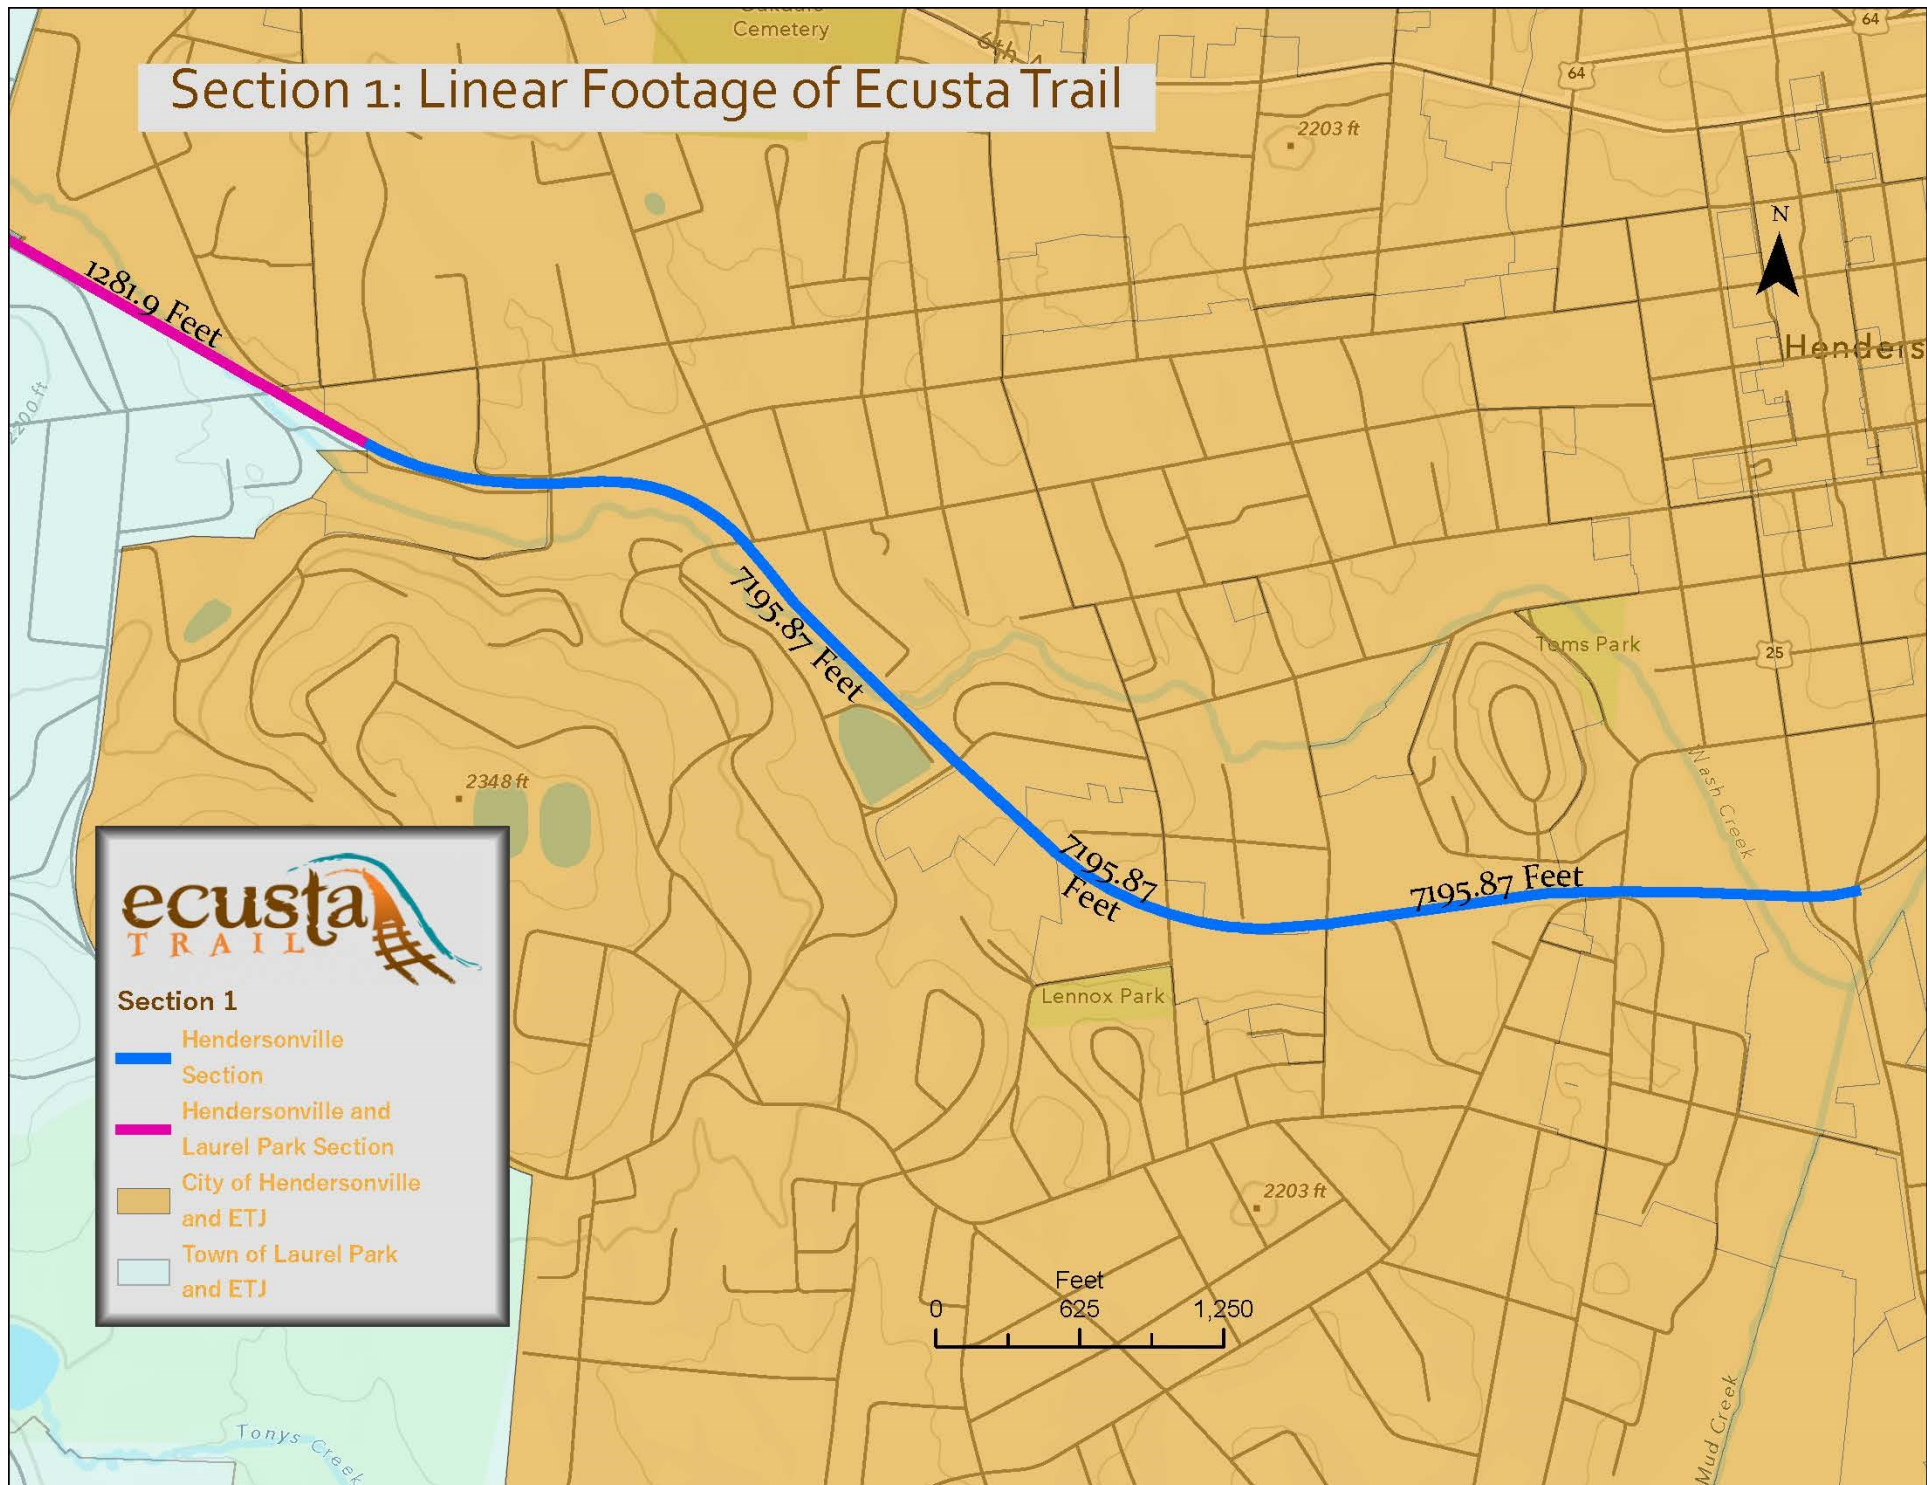 Cemetery
6th A
64
64
Section 1: Linear Footage of Ecusta Trail
2203 ft
N
1281.9 Feet
Henders
2200 ft
7195.87 Feet
Toms Park
25
2348 ft
Nash Creek
7195.87
Feet
7195.87 Feet
Lennox Park
ecusta
TRAIL
Section 1
Hendersonville
Section
Hendersonville and
Laurel Park Section
City of Hendersonville
and ETJ
Town of Laurel Park
and ETJ
2203 ft
Feet
0 625 1,250
Tonys Creek
Mud Creek